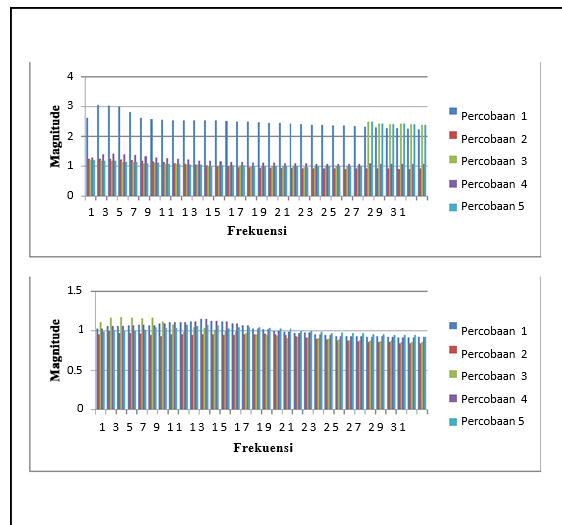 4
3
2
1
0
Magnitude
1 3 5 7 9 11 13 15 17 19 21 23 25 27 29 31
Frekuensi
Percobaan 1
Percobaan 2
Percobaan 3
Percobaan 4
Percobaan 5
1.5
1
0.5
0
Magnitude
1 3 5 7 9 11 13 15 17 19 21 23 25 27 29 31
Frekuensi
Percobaan 1
Percobaan 2
Percobaan 3
Percobaan 4
Percobaan 5